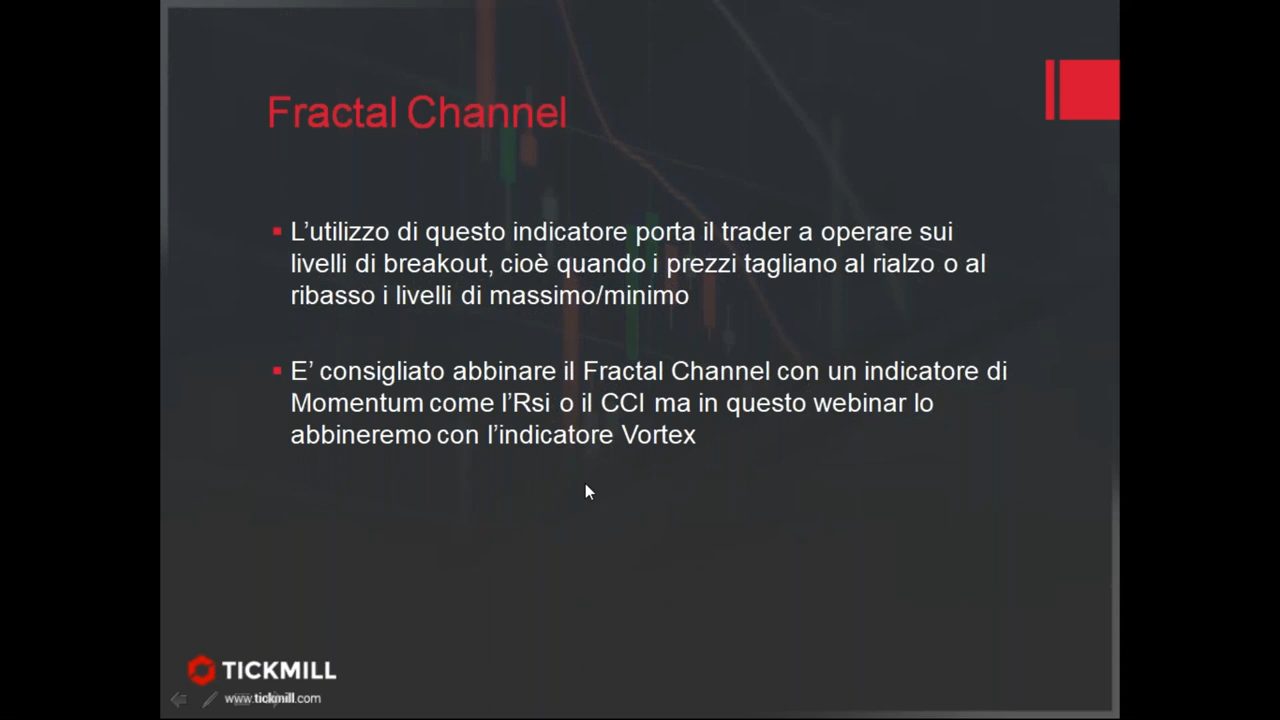 Fractal Channel
L’utilizzo di questo indicatore porta il trader a operare sui
livelli di breakout, cioè quando i prezzi tagliano al rialzo o al
ribasso i livelli di massimo/minimo
E’ consigliato abbinare il Fractal Channel con un indicatore di
Momentum come l’Rsi o il CCI ma in questo webinar lo
abbineremo con l’indicatore Vortex
TICKMILL
www.tickmill.com